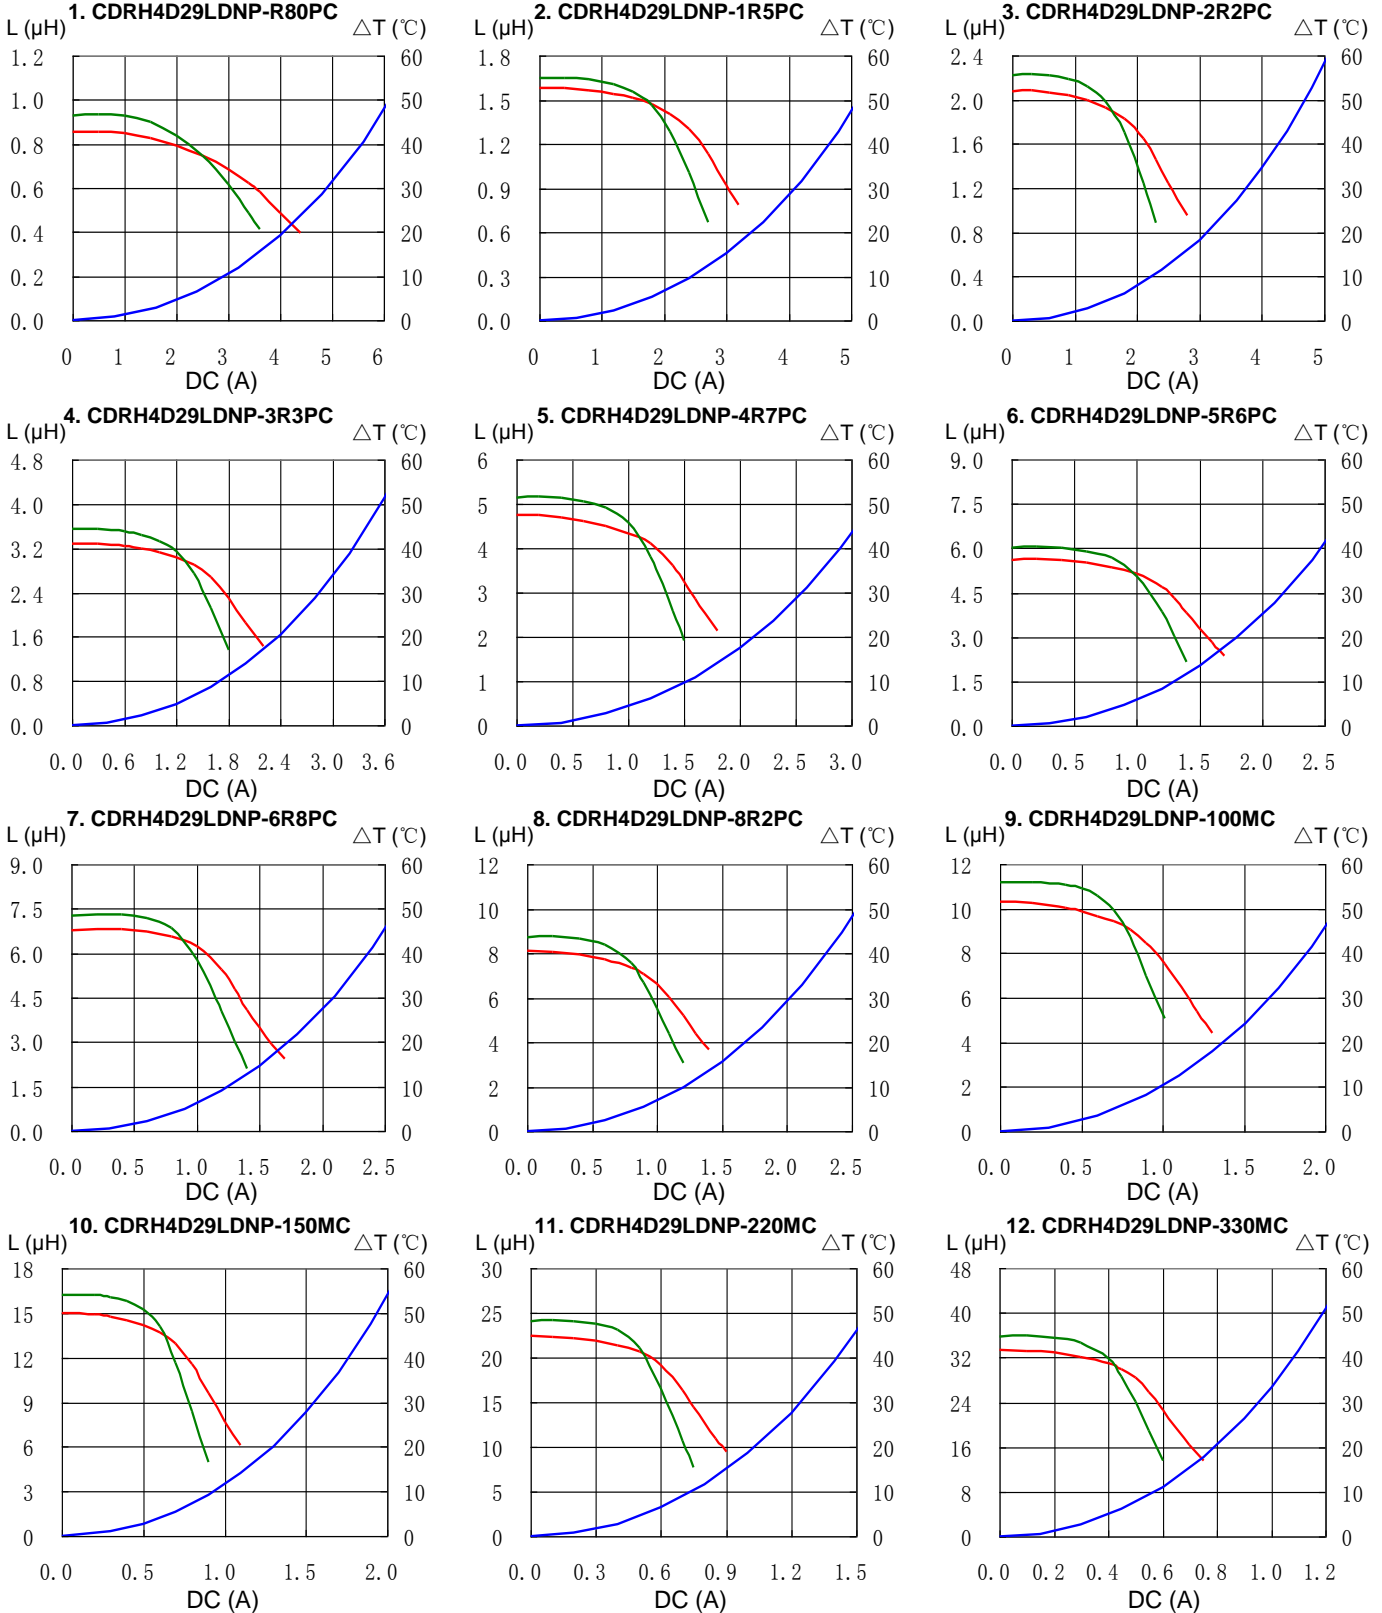 1. CDRH4D29LDNP-R80PC
L (μH)
△T (℃)
1.2
1.0
0.8
0.6
0.4
0.2
0.0
60
50
40
30
20
10
0
0 1 2 3 4 5 6
DC (A)
2. CDRH4D29LDNP-1R5PC
L (μH)
△T (℃)
1.8
1.5
1.2
0.9
0.6
0.3
0.0
60
50
40
30
20
10
0
0 1 2 3 4 5
DC (A)
3. CDRH4D29LDNP-2R2PC
L (μH)
△T (℃)
2.4
2.0
1.6
1.2
0.8
0.4
0.0
60
50
40
30
20
10
0
0 1 2 3 4 5
DC (A)
4. CDRH4D29LDNP-3R3PC
L (μH)
△T (℃)
4.8
4.0
3.2
2.4
1.6
0.8
0.0
60
50
40
30
20
10
0
0.0 0.6 1.2 1.8 2.4 3.0 3.6
DC (A)
5. CDRH4D29LDNP-4R7PC
L (μH)
△T (℃)
6
5
4
3
2
1
0
60
50
40
30
20
10
0
0.0 0.5 1.0 1.5 2.0 2.5 3.0
DC (A)
6. CDRH4D29LDNP-5R6PC
L (μH)
△T (℃)
9.0
7.5
6.0
4.5
3.0
1.5
0.0
60
50
40
30
20
10
0
0.0 0.5 1.0 1.5 2.0 2.5
DC (A)
7. CDRH4D29LDNP-6R8PC
L (μH)
△T (℃)
9.0
7.5
6.0
4.5
3.0
1.5
0.0
60
50
40
30
20
10
0
0.0 0.5 1.0 1.5 2.0 2.5
DC (A)
8. CDRH4D29LDNP-8R2PC
L (μH)
△T (℃)
12
10
8
6
4
2
0
60
50
40
30
20
10
0
0.0 0.5 1.0 1.5 2.0 2.5
DC (A)
9. CDRH4D29LDNP-100MC
L (μH)
△T (℃)
12
10
8
6
4
2
0
60
50
40
30
20
10
0
0.0 0.5 1.0 1.5 2.0
DC (A)
10. CDRH4D29LDNP-150MC
L (μH)
△T (℃)
18
15
12
9
6
3
0
60
50
40
30
20
10
0
0.0 0.5 1.0 1.5 2.0
DC (A)
11. CDRH4D29LDNP-220MC
L (μH)
△T (℃)
30
25
20
15
10
5
0
60
50
40
30
20
10
0
0.0 0.3 0.6 0.9 1.2 1.5
DC (A)
12. CDRH4D29LDNP-330MC
L (μH)
△T (℃)
48
40
32
24
16
8
0
60
50
40
30
20
10
0
0.0 0.2 0.4 0.6 0.8 1.0 1.2
DC (A)